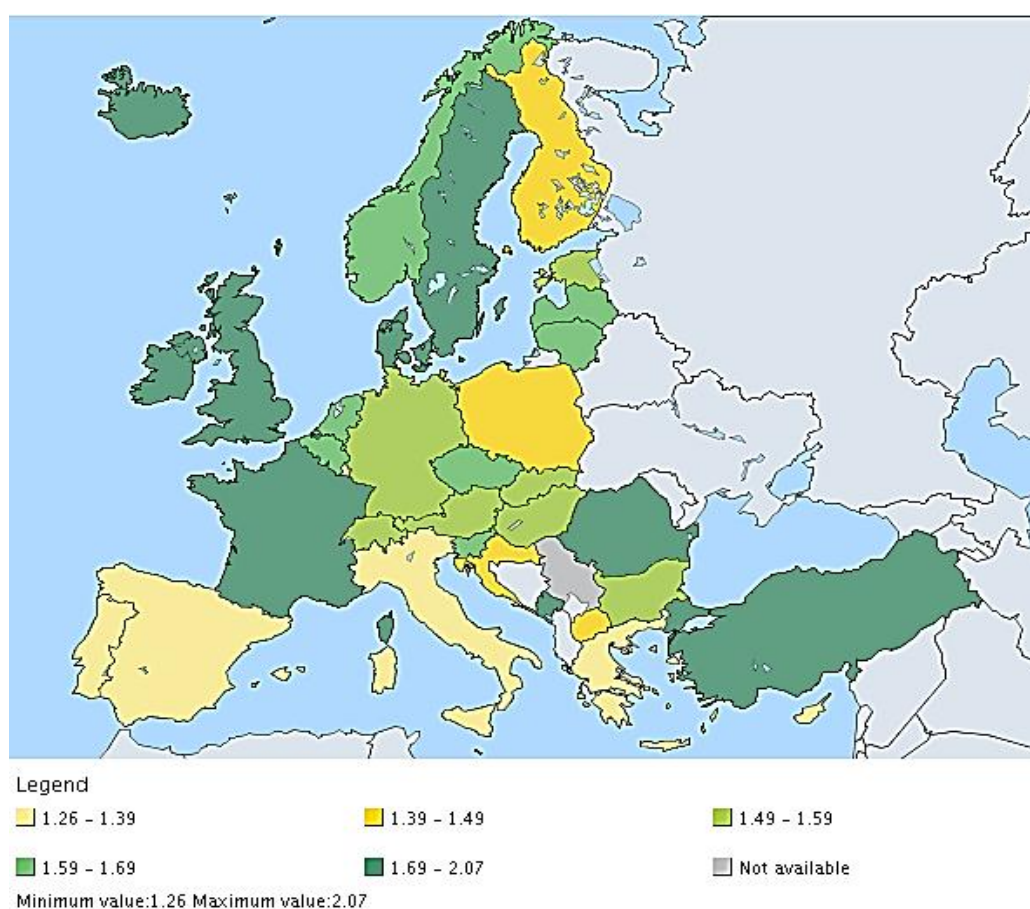 Legend
1.26 - 1.39 1.39 - 1.49 1.49 - 1.59
1.59 - 1.69 1.69 - 2.07 Not available
Minimum value:1.26 Maximum value:2.07